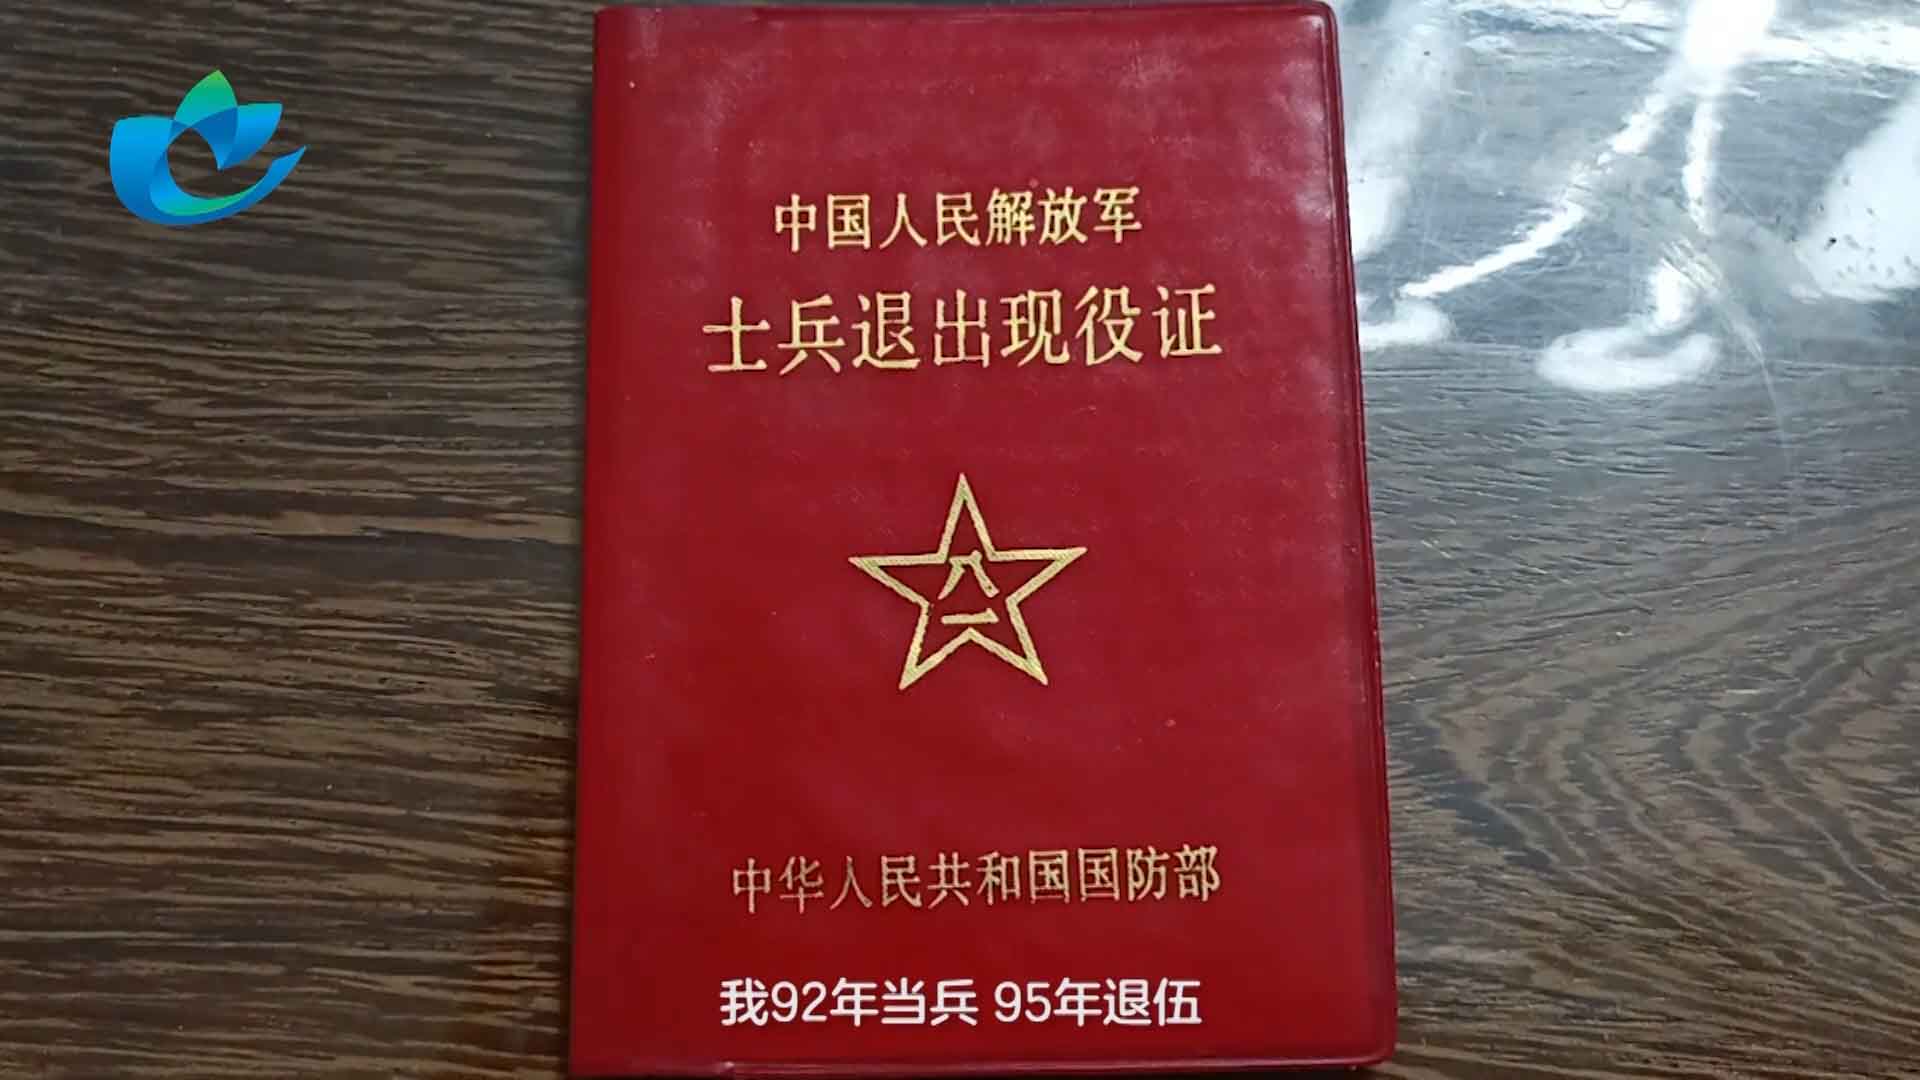 中国人民解放军
士兵退出现役证
八一
中华人民共和国国防部
我92年当兵 95年退伍